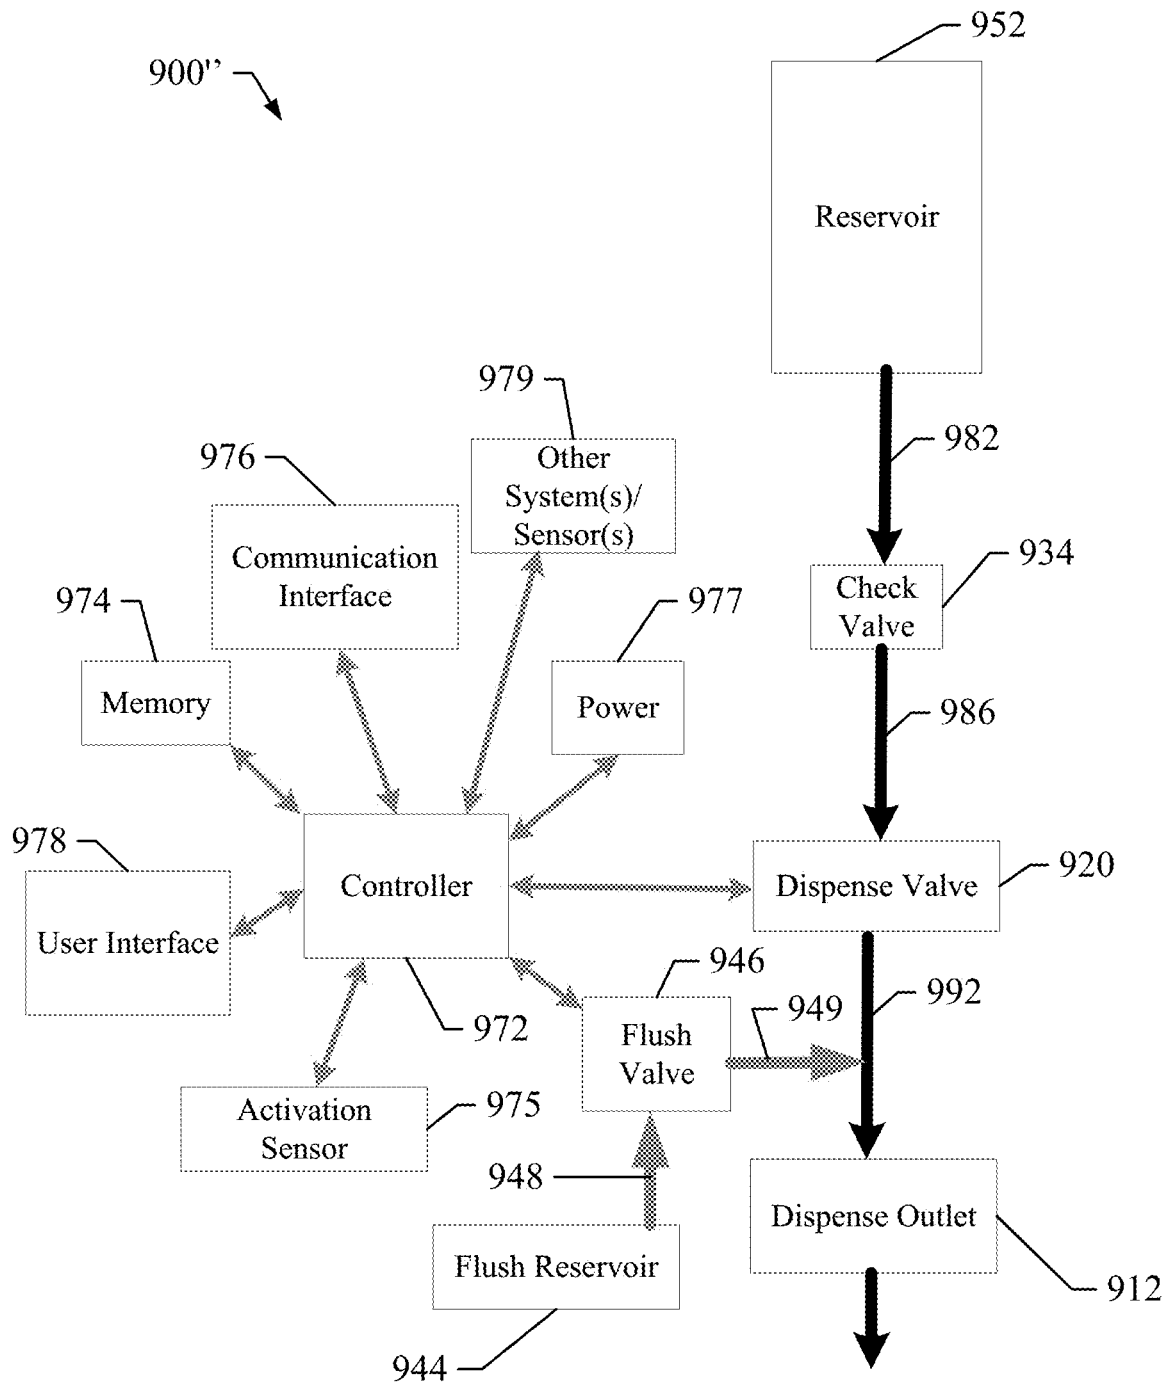 952
900”
Reservoir
979
982
976
Other
System(s)/
Sensor(s)
934
Communication
Interface
Check
Valve
974
977
Memory
Power
986
978
920
Controller
Dispense Valve
User Interface
946
992
949
972
Flush
Valve
975
Activation
Sensor
948
Dispense Outlet
Flush Reservoir
912
944